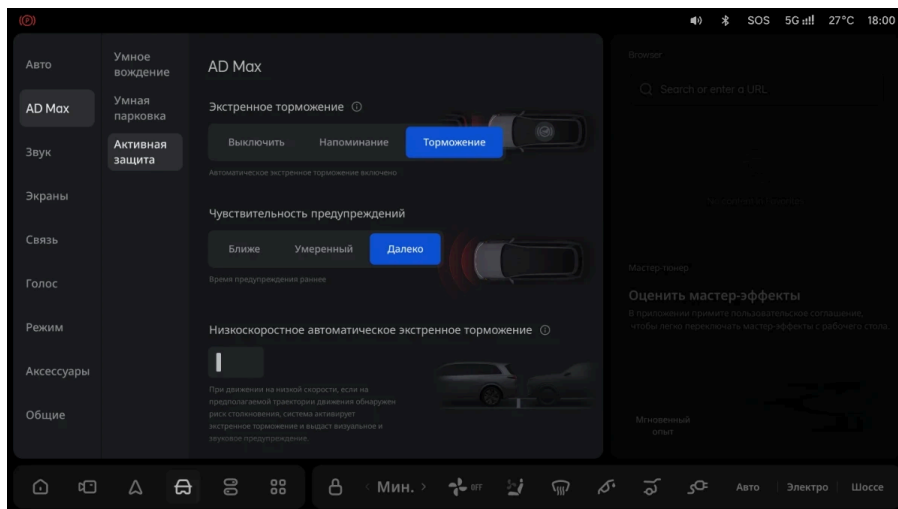 SOS 5G 27°C 18:00
Авто
AD Max
Звук
Экраны
Связь
Голос
Режим
Аксессуары
Общие
Умное
вождение
Умная
парковка
Активная
защита
AD Max
Экстренное торможение
Выключить Напоминание Торможение
Автоматическое экстренное торможение включено
Чувствительность предупреждений
Ближе Умеренный Далеко
Время предупреждения раннее
Низкоскоростное автоматическое экстренное торможение
При движении на низкой скорости, если на
предполагаемой траектории движения обнаружен
риск столкновения, система активирует
экстренное торможение и выдаст визуальное и
звуковое предупреждение.
Browser
Search or enter a URL
Мастер-тюнер
Оценить мастер-эффекты
В приложении примите пользовательское соглашение,
чтобы легко переключать мастер-эффекты с рабочего стола.
Мгновенный
опыт
Мин. OFF Авто Электро Шоссе